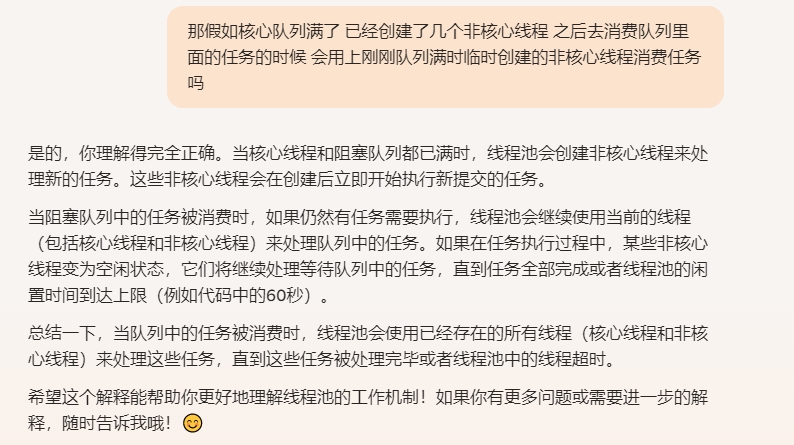 那假如核心队列满了 已经创建了几个非核心线程 之后去消费队列里
面的任务的时候 会用上刚刚队列满时临时创建的非核心线程消费任务
吗
是的，你理解得完全正确。当核心线程和阻塞队列都已满时，线程池会创建非核心线程来处
理新的任务。这些非核心线程会在创建后立即开始执行新提交的任务。
当阻塞队列中的任务被消费时，如果仍然有任务需要执行，线程池会继续使用当前的线程
（包括核心线程和非核心线程）来处理队列中的任务。如果在任务执行过程中，某些非核心
线程变为空闲状态，它们将继续处理等待队列中的任务，直到任务全部完成或者线程池的闲
置时间到达上限（例如代码中的60秒）。
总结一下，当队列中的任务被消费时，线程池会使用已经存在的所有线程（核心线程和非核
心线程）来处理这些任务，直到这些任务被处理完毕或者线程池中的线程超时。
希望这个解释能帮助你更好地理解线程池的工作机制！如果你有更多问题或需要进一步的解
释，随时告诉我哦！😊